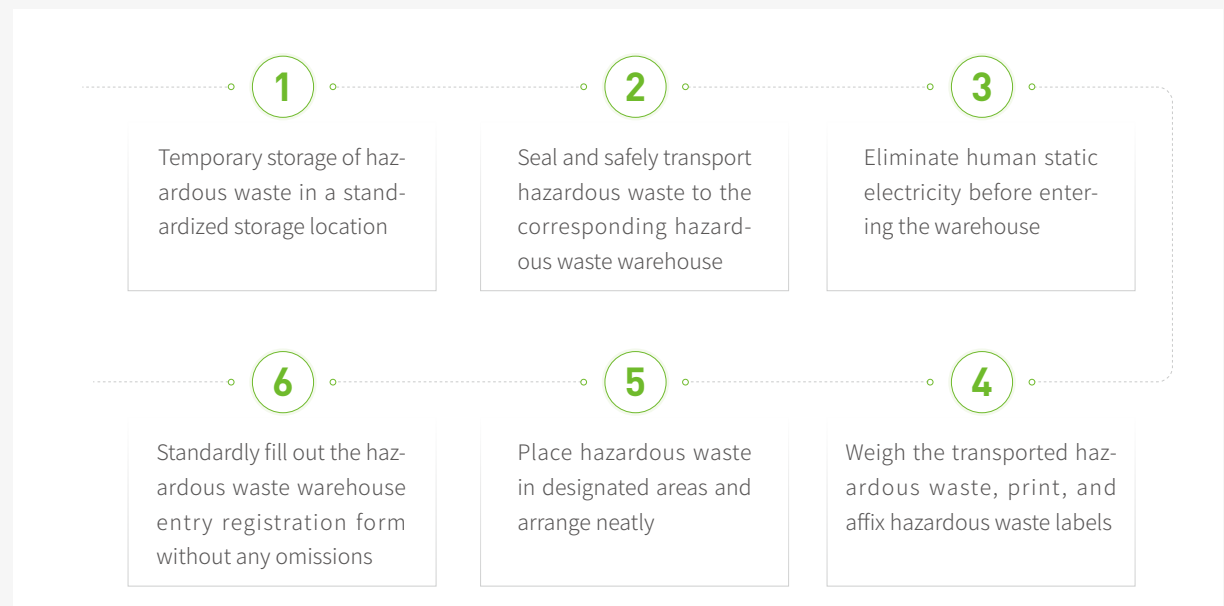 1
Temporary storage of haz-
ardous waste in a stand-
ardized storage location
2
Seal and safely transport
hazardous waste to the
corresponding hazard-
ous waste warehouse
3
Eliminate human static
electricity before enter-
ing the warehouse
4
Weigh the transported haz-
ardous waste, print, and
affix hazardous waste labels
5
Place hazardous waste
in designated areas and
arrange neatly
6
Standardly fill out the haz-
ardous waste warehouse
entry registration form
without any omissions